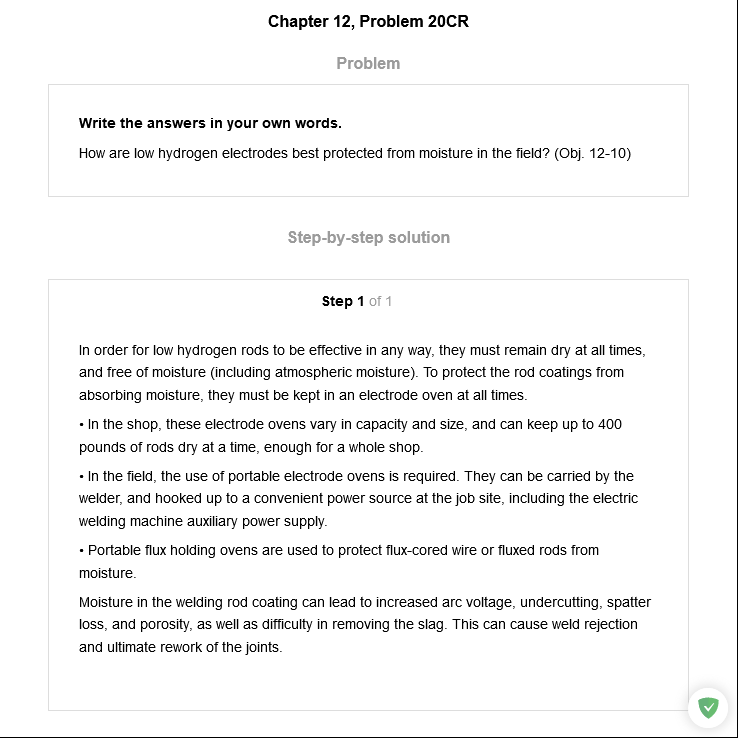 Chapter 12, Problem 20CR
Problem
Write the answers in your own words.
How are low hydrogen electrodes best protected from moisture in the field? (Obj. 12-10)
Step-by-step solution
Step 1 of 1
In order for low hydrogen rods to be effective in any way, they must remain dry at all times,
and free of moisture (including atmospheric moisture). To protect the rod coatings from
absorbing moisture, they must be kept in an electrode oven at all times.
• In the shop, these electrode ovens vary in capacity and size, and can keep up to 400
pounds of rods dry at a time, enough for a whole shop.
• In the field, the use of portable electrode ovens is required. They can be carried by the
welder, and hooked up to a convenient power source at the job site, including the electric
welding machine auxiliary power supply.
• Portable flux holding ovens are used to protect flux-cored wire or fluxed rods from
moisture.
Moisture in the welding rod coating can lead to increased arc voltage, undercutting, spatter
loss, and porosity, as well as difficulty in removing the slag. This can cause weld rejection
and ultimate rework of the joints.